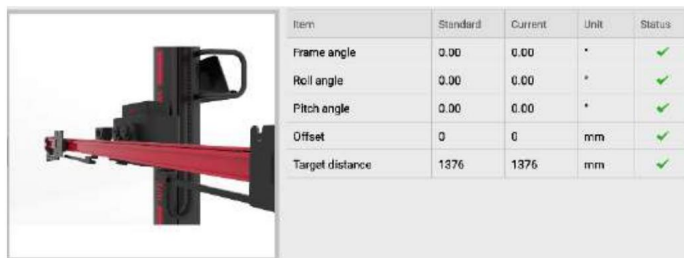 Item Standard Current Unit Status
Frame angle 0.00 0.00 °
Roll angle 0.00 0.00 °
Pitch angle 0.00 0.00 °
Offset 0 0 mm
Target distance 1376 1376 mm